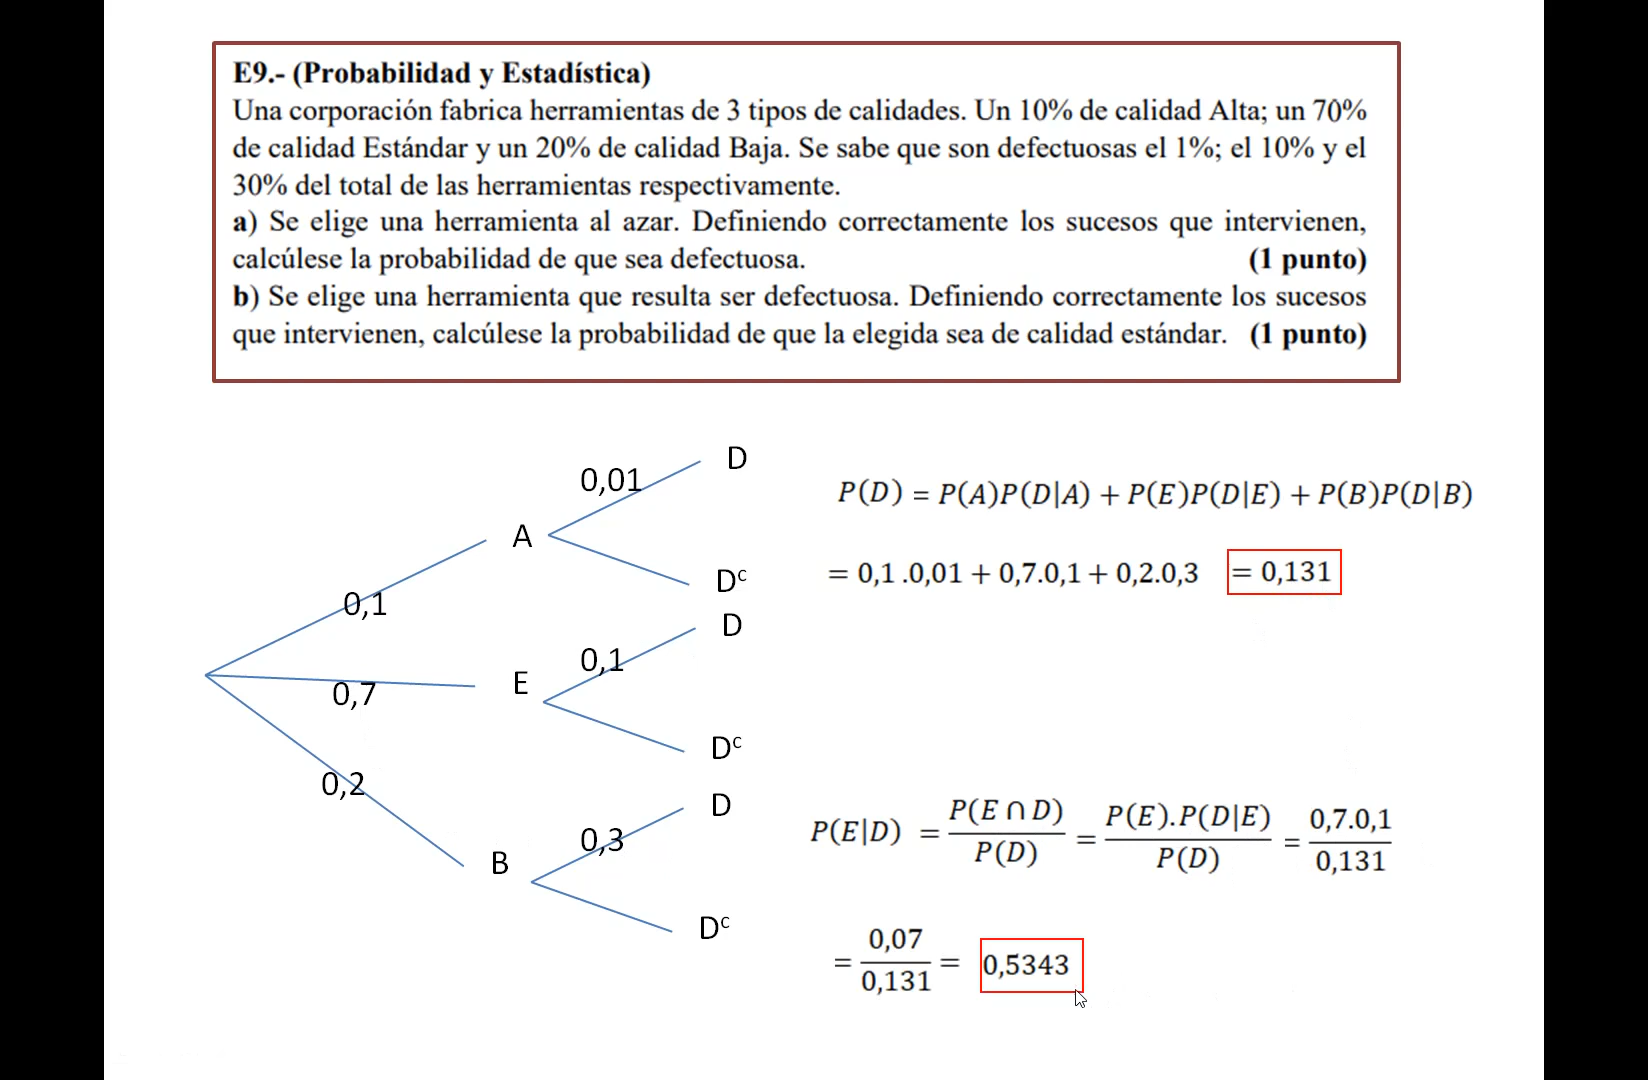 E9.- (Probabilidad y Estadística)
Una corporación fabrica herramientas de 3 tipos de calidades. Un 10% de calidad Alta; un 70%
de calidad Estándar y un 20% de calidad Baja. Se sabe que son defectuosas el 1%; el 10% y el
30% del total de las herramientas respectivamente.
a) Se elige una herramienta al azar. Definiendo correctamente los sucesos que intervienen,
calcúlese la probabilidad de que sea defectuosa. (1 punto)
b) Se elige una herramienta que resulta ser defectuosa. Definiendo correctamente los sucesos
que intervienen, calcúlese la probabilidad de que la elegida sea de calidad estándar. (1 punto)
D
0,01
A
Dᶜ
0,1
D
0,1
E
0,7
Dᶜ
0,2
D
0,3
B
Dᶜ
P(D) = P(A)P(D|A) + P(E)P(D|E) + P(B)P(D|B)
= 0,1 .0,01 + 0,7.0,1 + 0,2.0,3 = 0,131
P(E|D) = P(E ∩ D)/P(D) = P(E).P(D|E)/P(D) = 0,7.0,1/0,131
= 0,07/0,131 = 0,5343